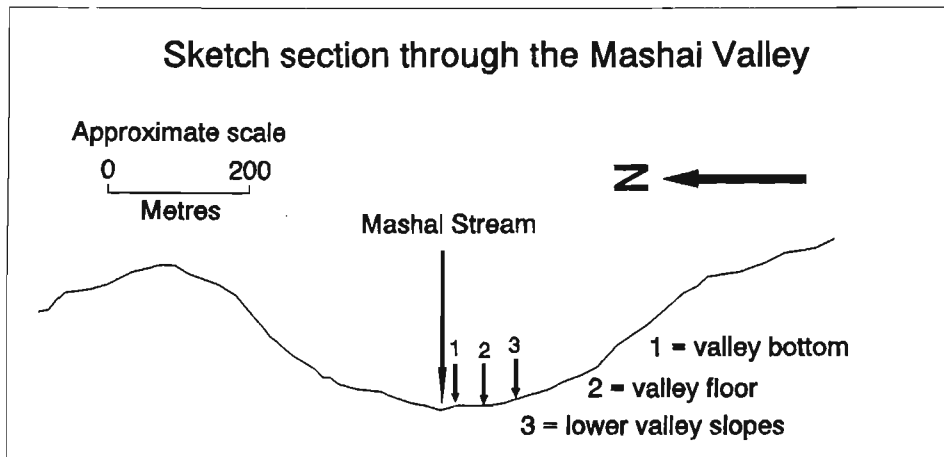 Sketch section through the Mashai Valley
Approximate scale
0 200
Metres
N
Mashai Stream
1 2 3
1 = valley bottom
2 = valley floor
3 = lower valley slopes